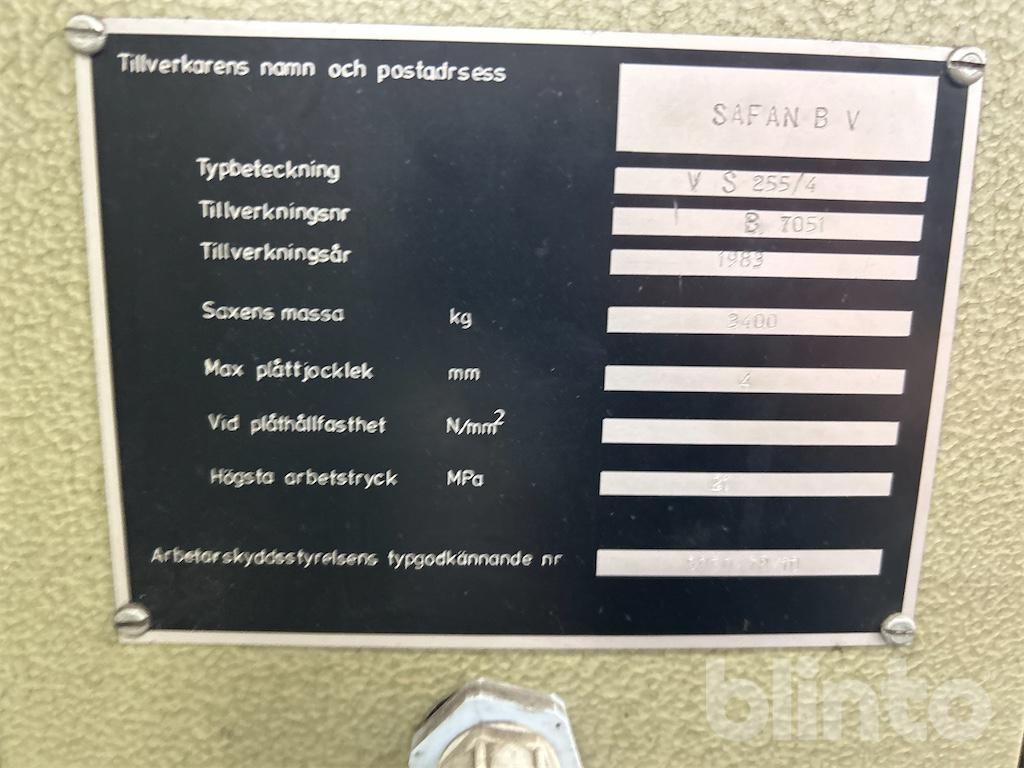 Tillverkarens namn och postadrsess SAFAN B V
Typbeteckning V S 255/4
Tillverkningsnr B 7051
Tillverkningsår 1983
Saxens massa kg 3400
Max plåttjocklek mm 4
Vid plåthållfasthet N/mm²
Högsta arbetstryck MPa
Arbetarskyddsstyrelsens typgodkännande nr
blinto